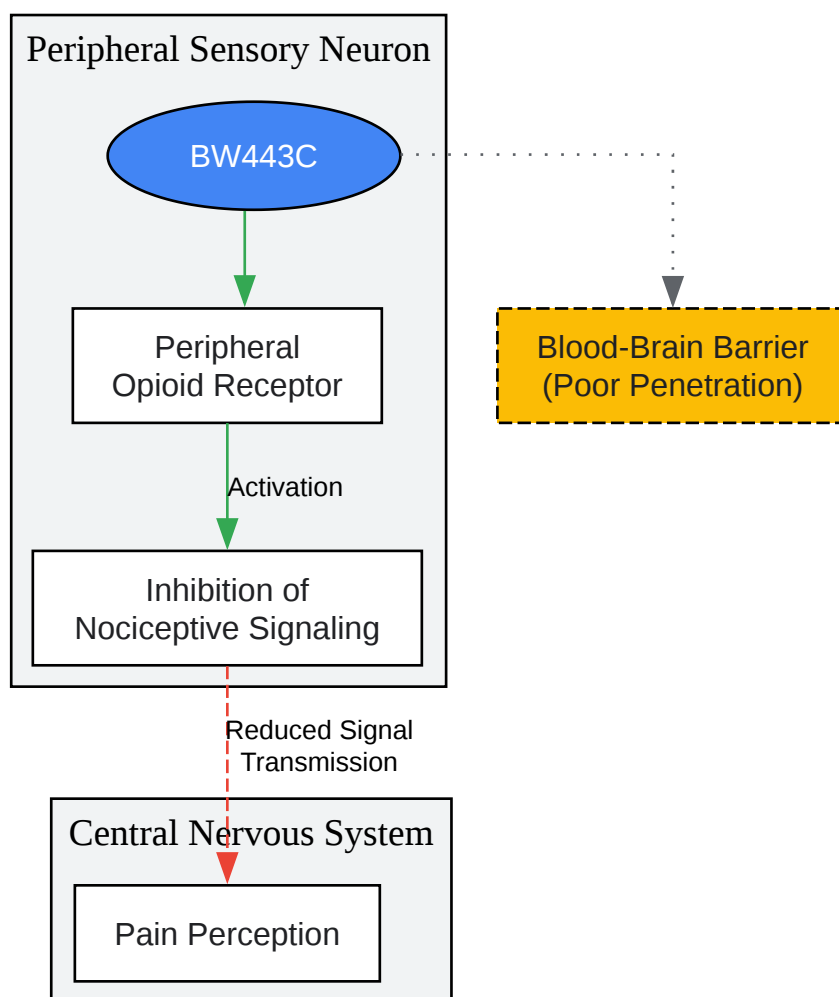 Peripheral Sensory Neuron
BW443C
Peripheral
Opioid Receptor
Blood-Brain Barrier
(Poor Penetration)
Activation
Inhibition of
Nociceptive Signaling
Reduced Signal
Transmission
Central Nervous System
Pain Perception